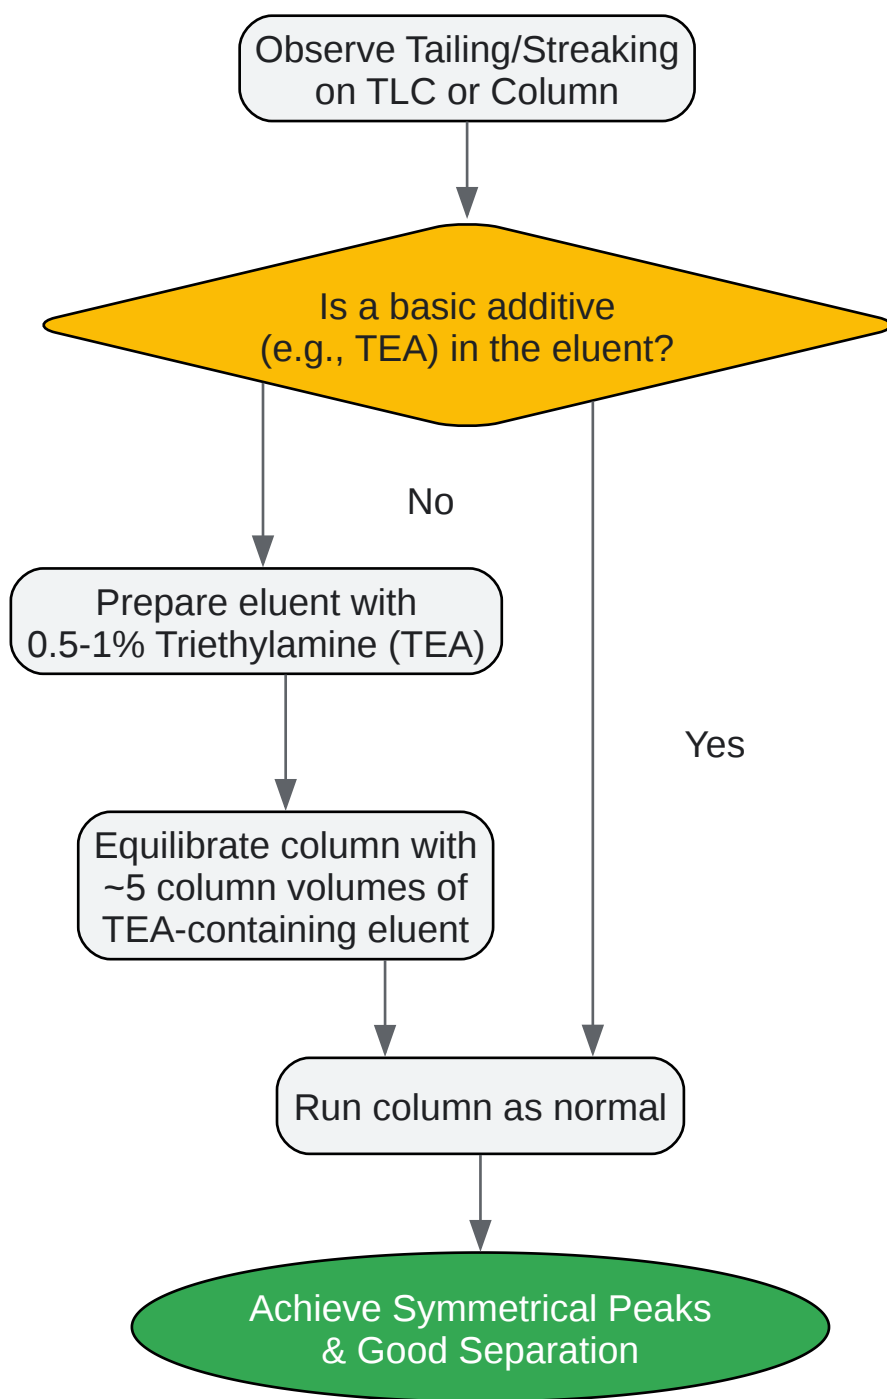 Observe Tailing/Streaking
on TLC or Column
Is a basic additive
(e.g., TEA) in the eluent?
No
Prepare eluent with
0.5-1% Triethylamine (TEA)
Yes
Equilibrate column with
~5 column volumes of
TEA-containing eluent
Run column as normal
Achieve Symmetrical Peaks
& Good Separation